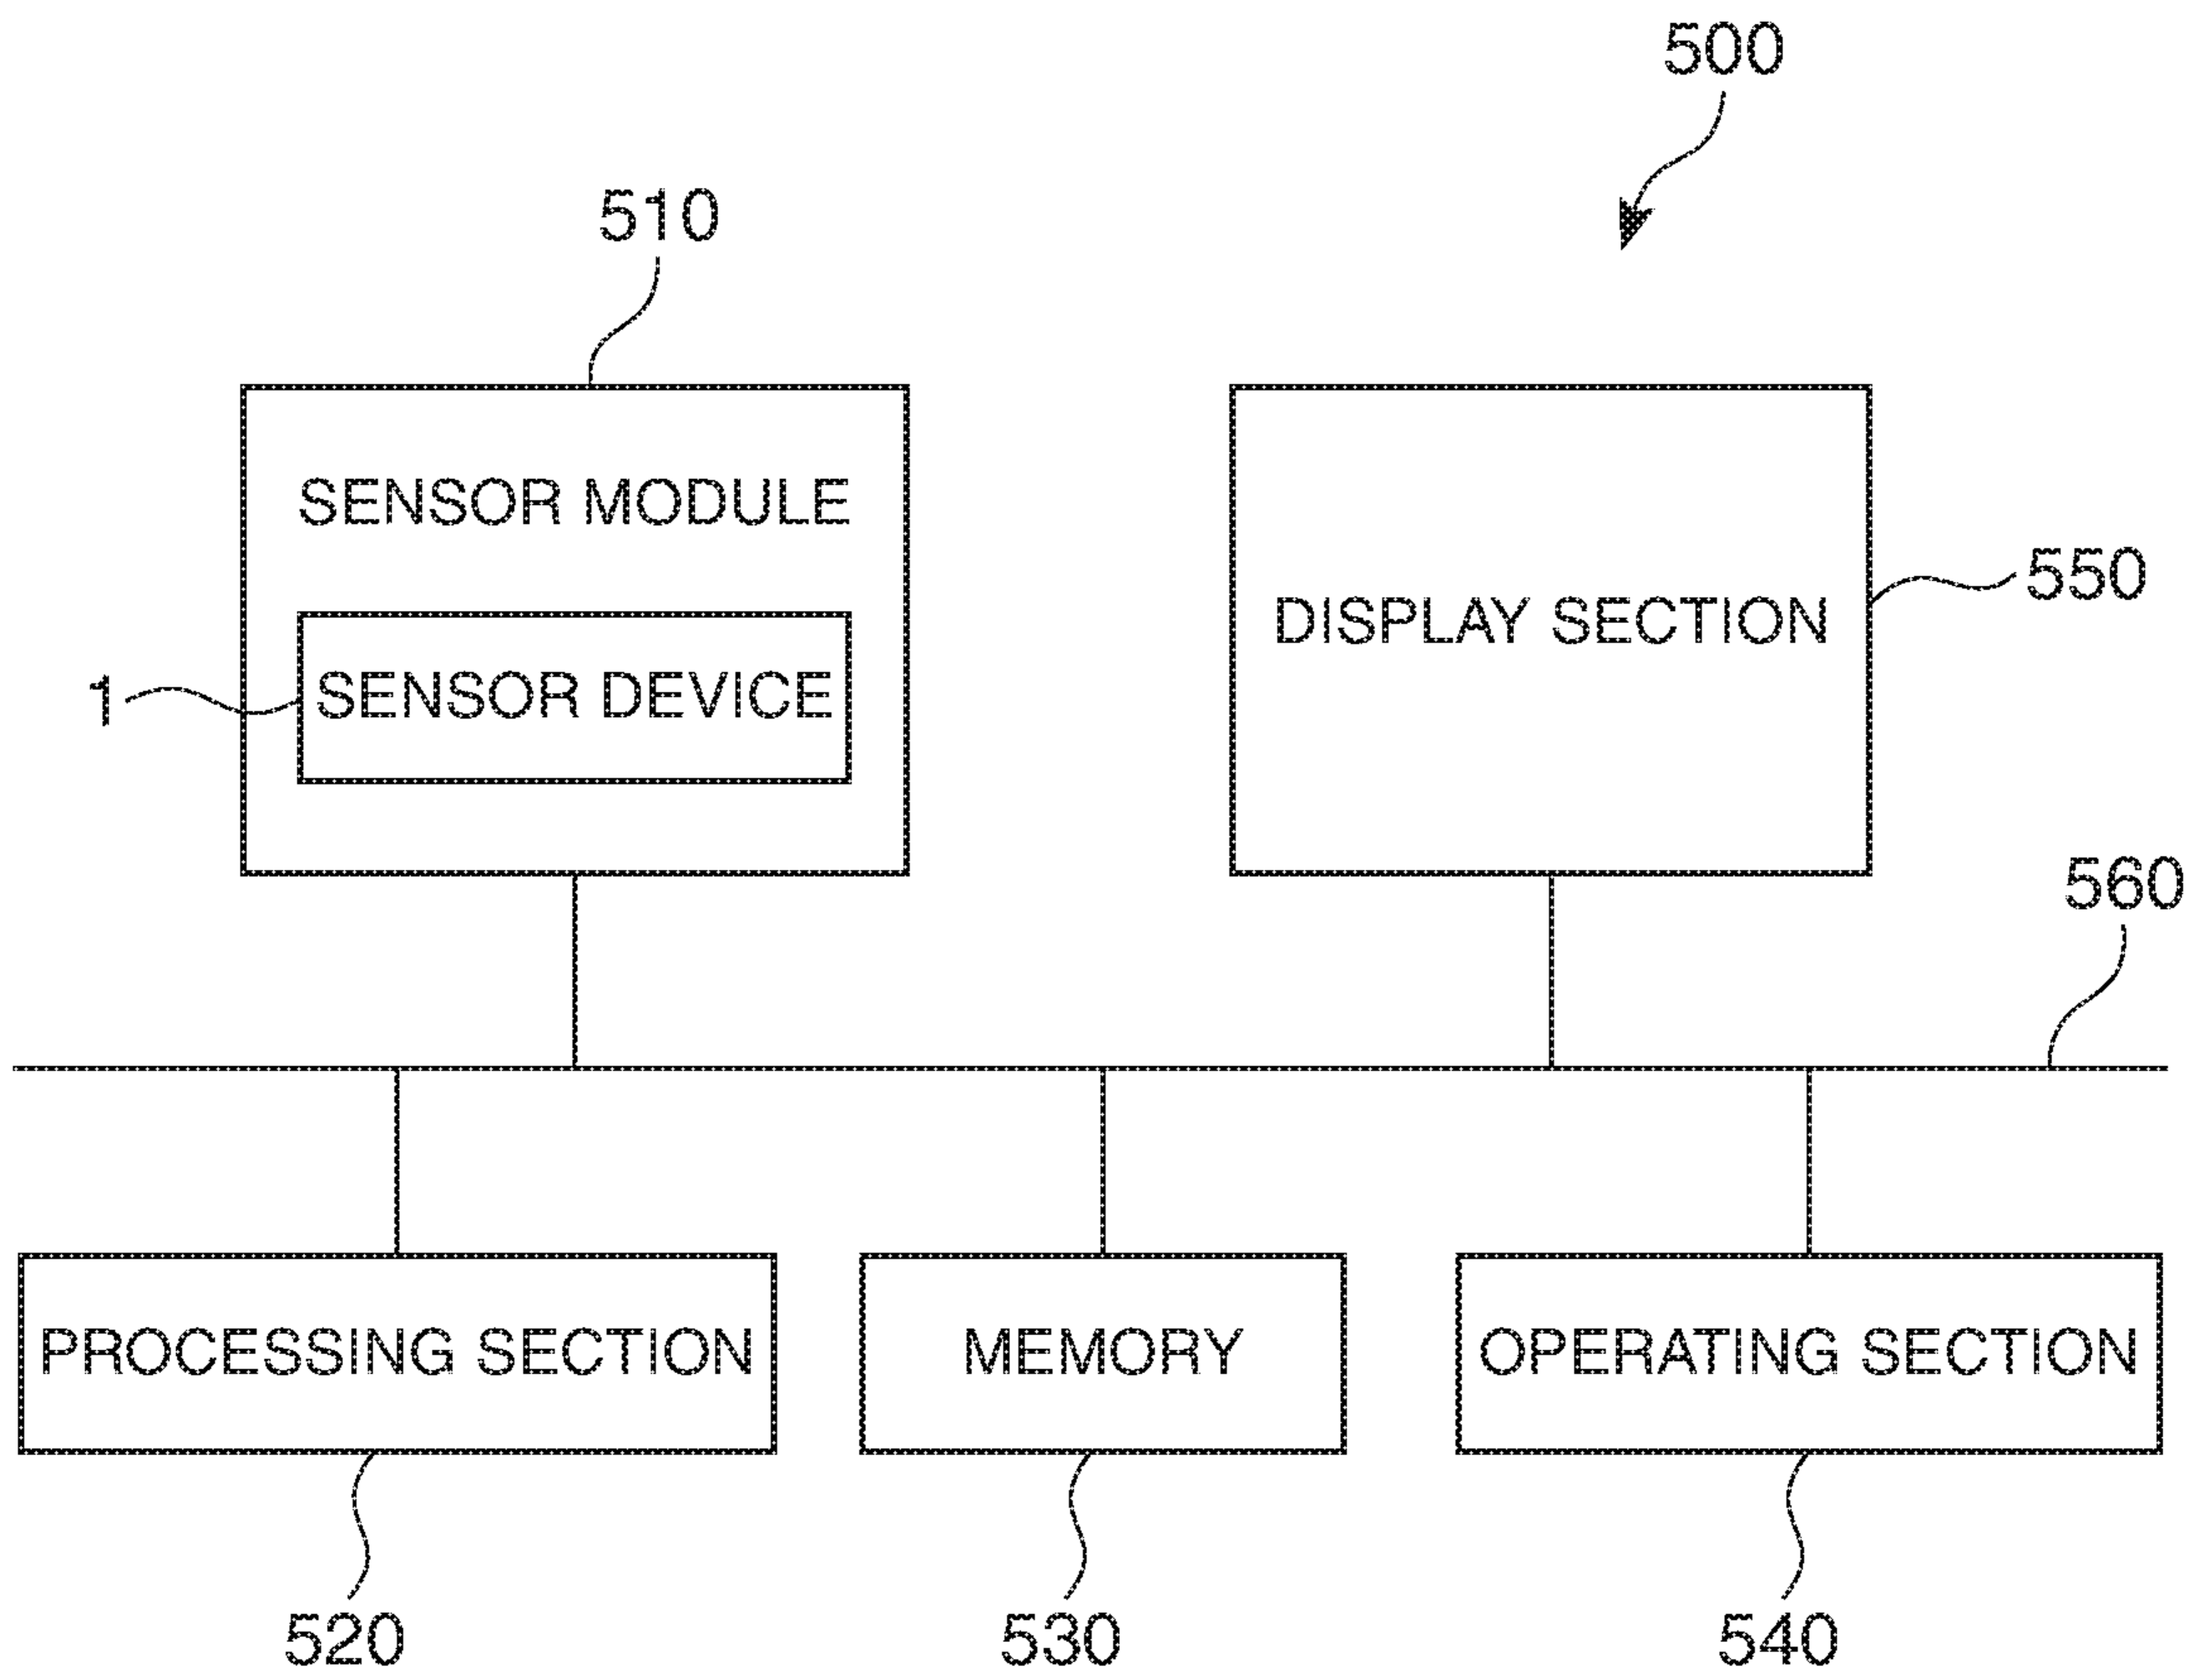 500
510
SENSOR MODULE
550
DISPLAY SECTION
1
SENSOR DEVICE
560
PROCESSING SECTION
MEMORY
OPERATING SECTION
520
530
540